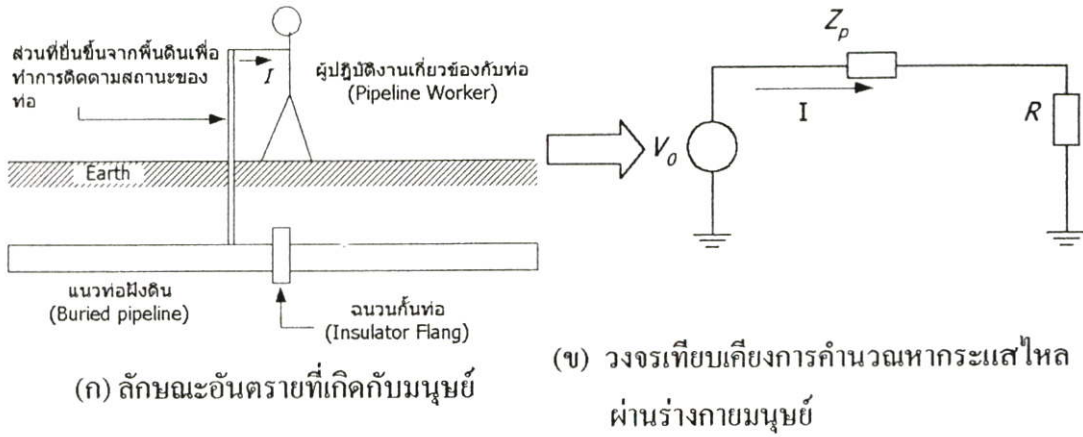 ส่วนที่ยื่นขึ้นจากพื้นดินเพื่อ
ทำการติดตามสถานะของ
ท่อ
I
ผู้ปฏิบัติงานเกี่ยวข้องกับท่อ
(Pipeline Worker)
Earth
แนวท่อฝังดิน
(Buried pipeline)
ฉนวนกั้นท่อ
(Insulator Flang)
(ก) ลักษณะอันตรายที่เกิดกับมนุษย์
Zp
I
R
Vo
(ข) วงจรเทียบเคียงการคำนวณหากระแสไหล
ผ่านร่างกายมนุษย์